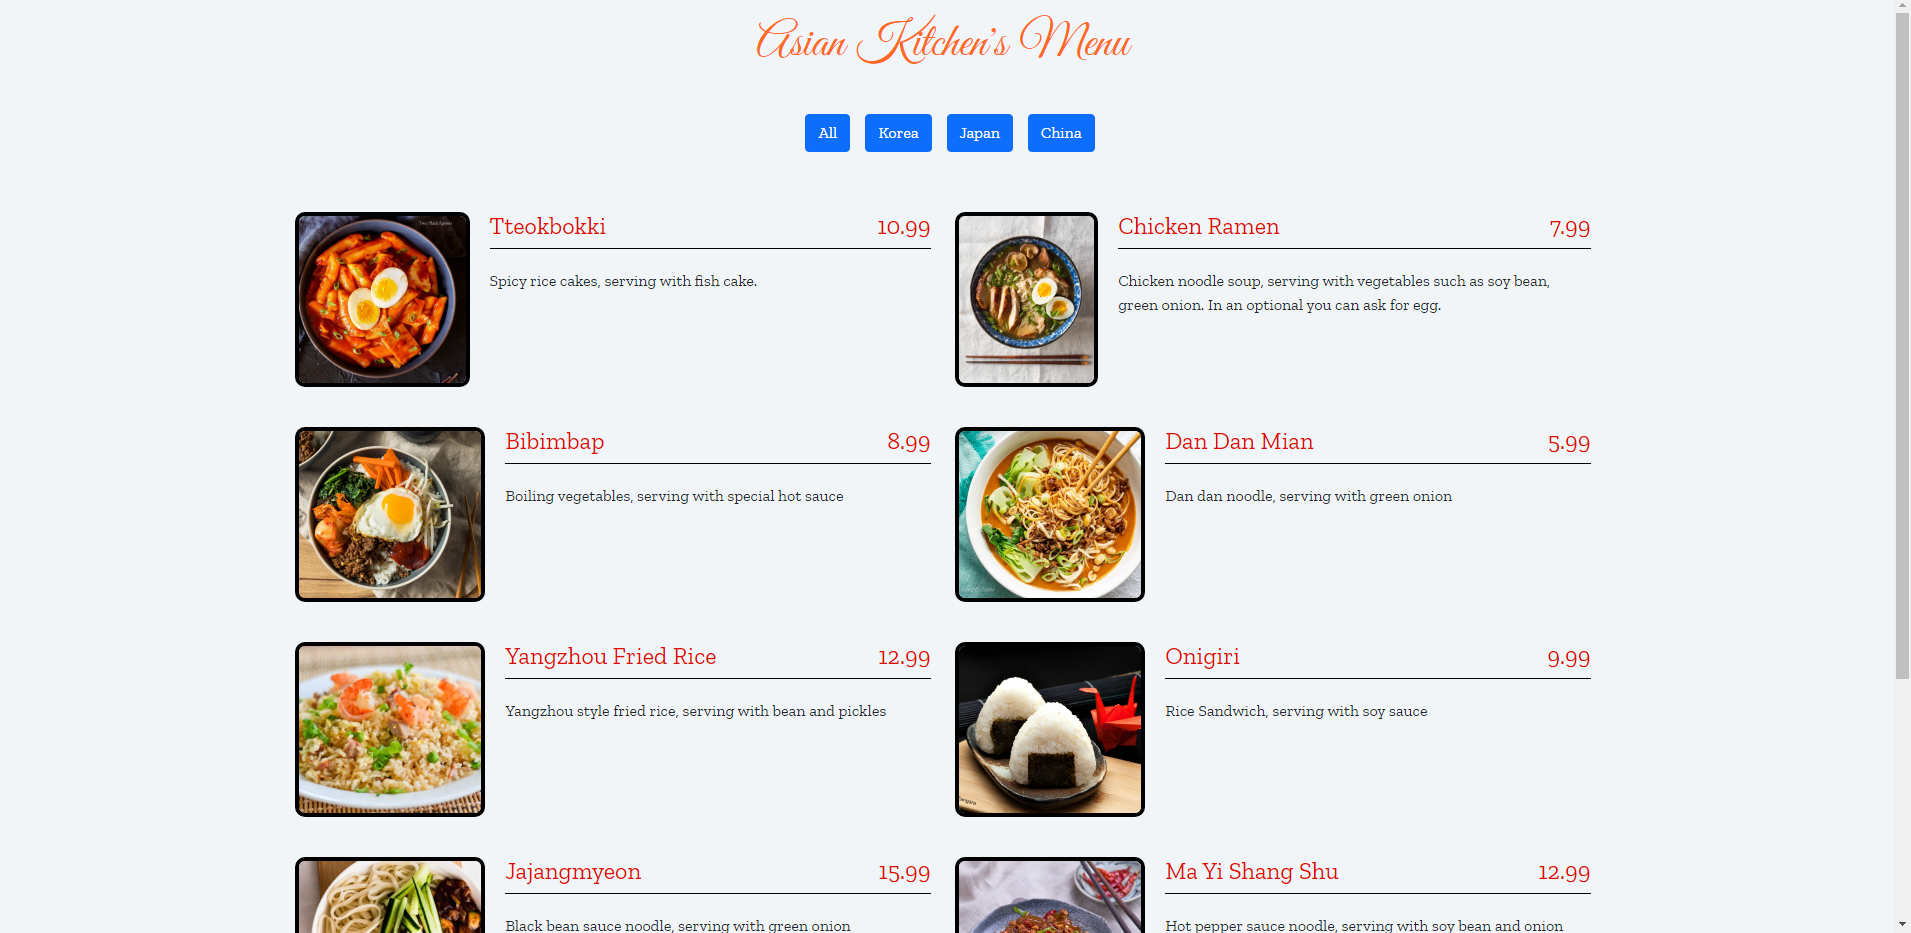 Asian Kitchen's Menu
All
Korea
Japan
China
Tteokbokki 10.99
Spicy rice cakes, serving with fish cake.
Chicken Ramen 7.99
Chicken noodle soup, serving with vegetables such as soy bean,
green onion. In an optional you can ask for egg.
Bibimbap 8.99
Boiling vegetables, serving with special hot sauce
Dan Dan Mian 5.99
Dan dan noodle, serving with green onion
Yangzhou Fried Rice 12.99
Yangzhou style fried rice, serving with bean and pickles
Onigiri 9.99
Rice Sandwich, serving with soy sauce
Jajangmyeon 15.99
Black bean sauce noodle, serving with green onion
Ma Yi Shang Shu 12.99
Hot pepper sauce noodle, serving with soy bean and onion